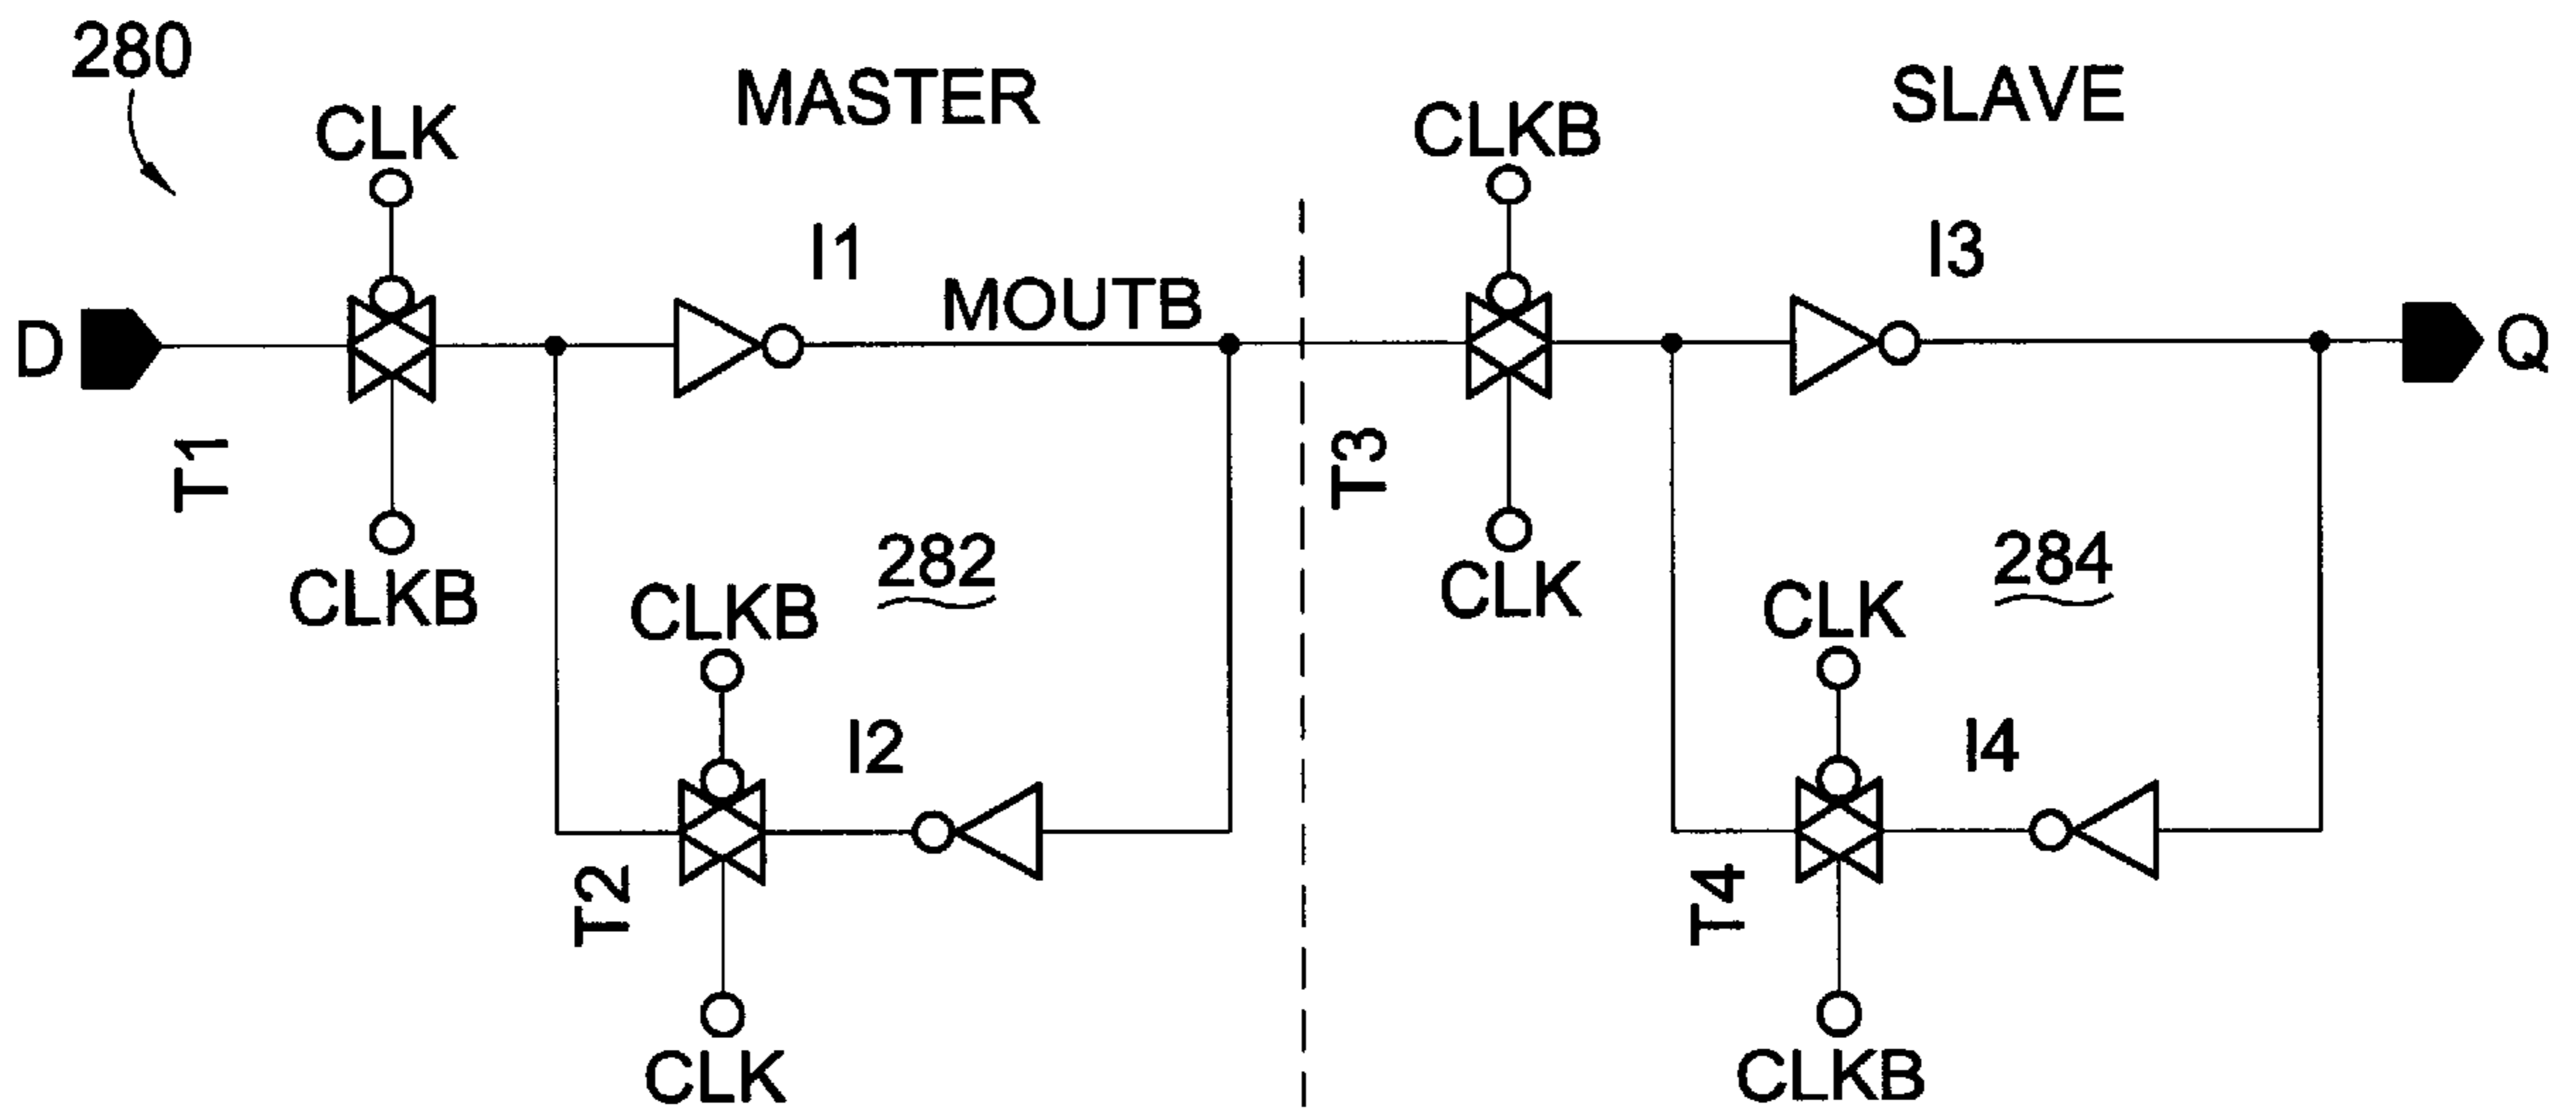 280
MASTER
SLAVE
CLK
CLKB
I1
I3
MOUTB
D
Q
T1
T3
CLKB
CLK
282
284
CLKB
CLK
I2
I4
T2
T4
CLK
CLKB